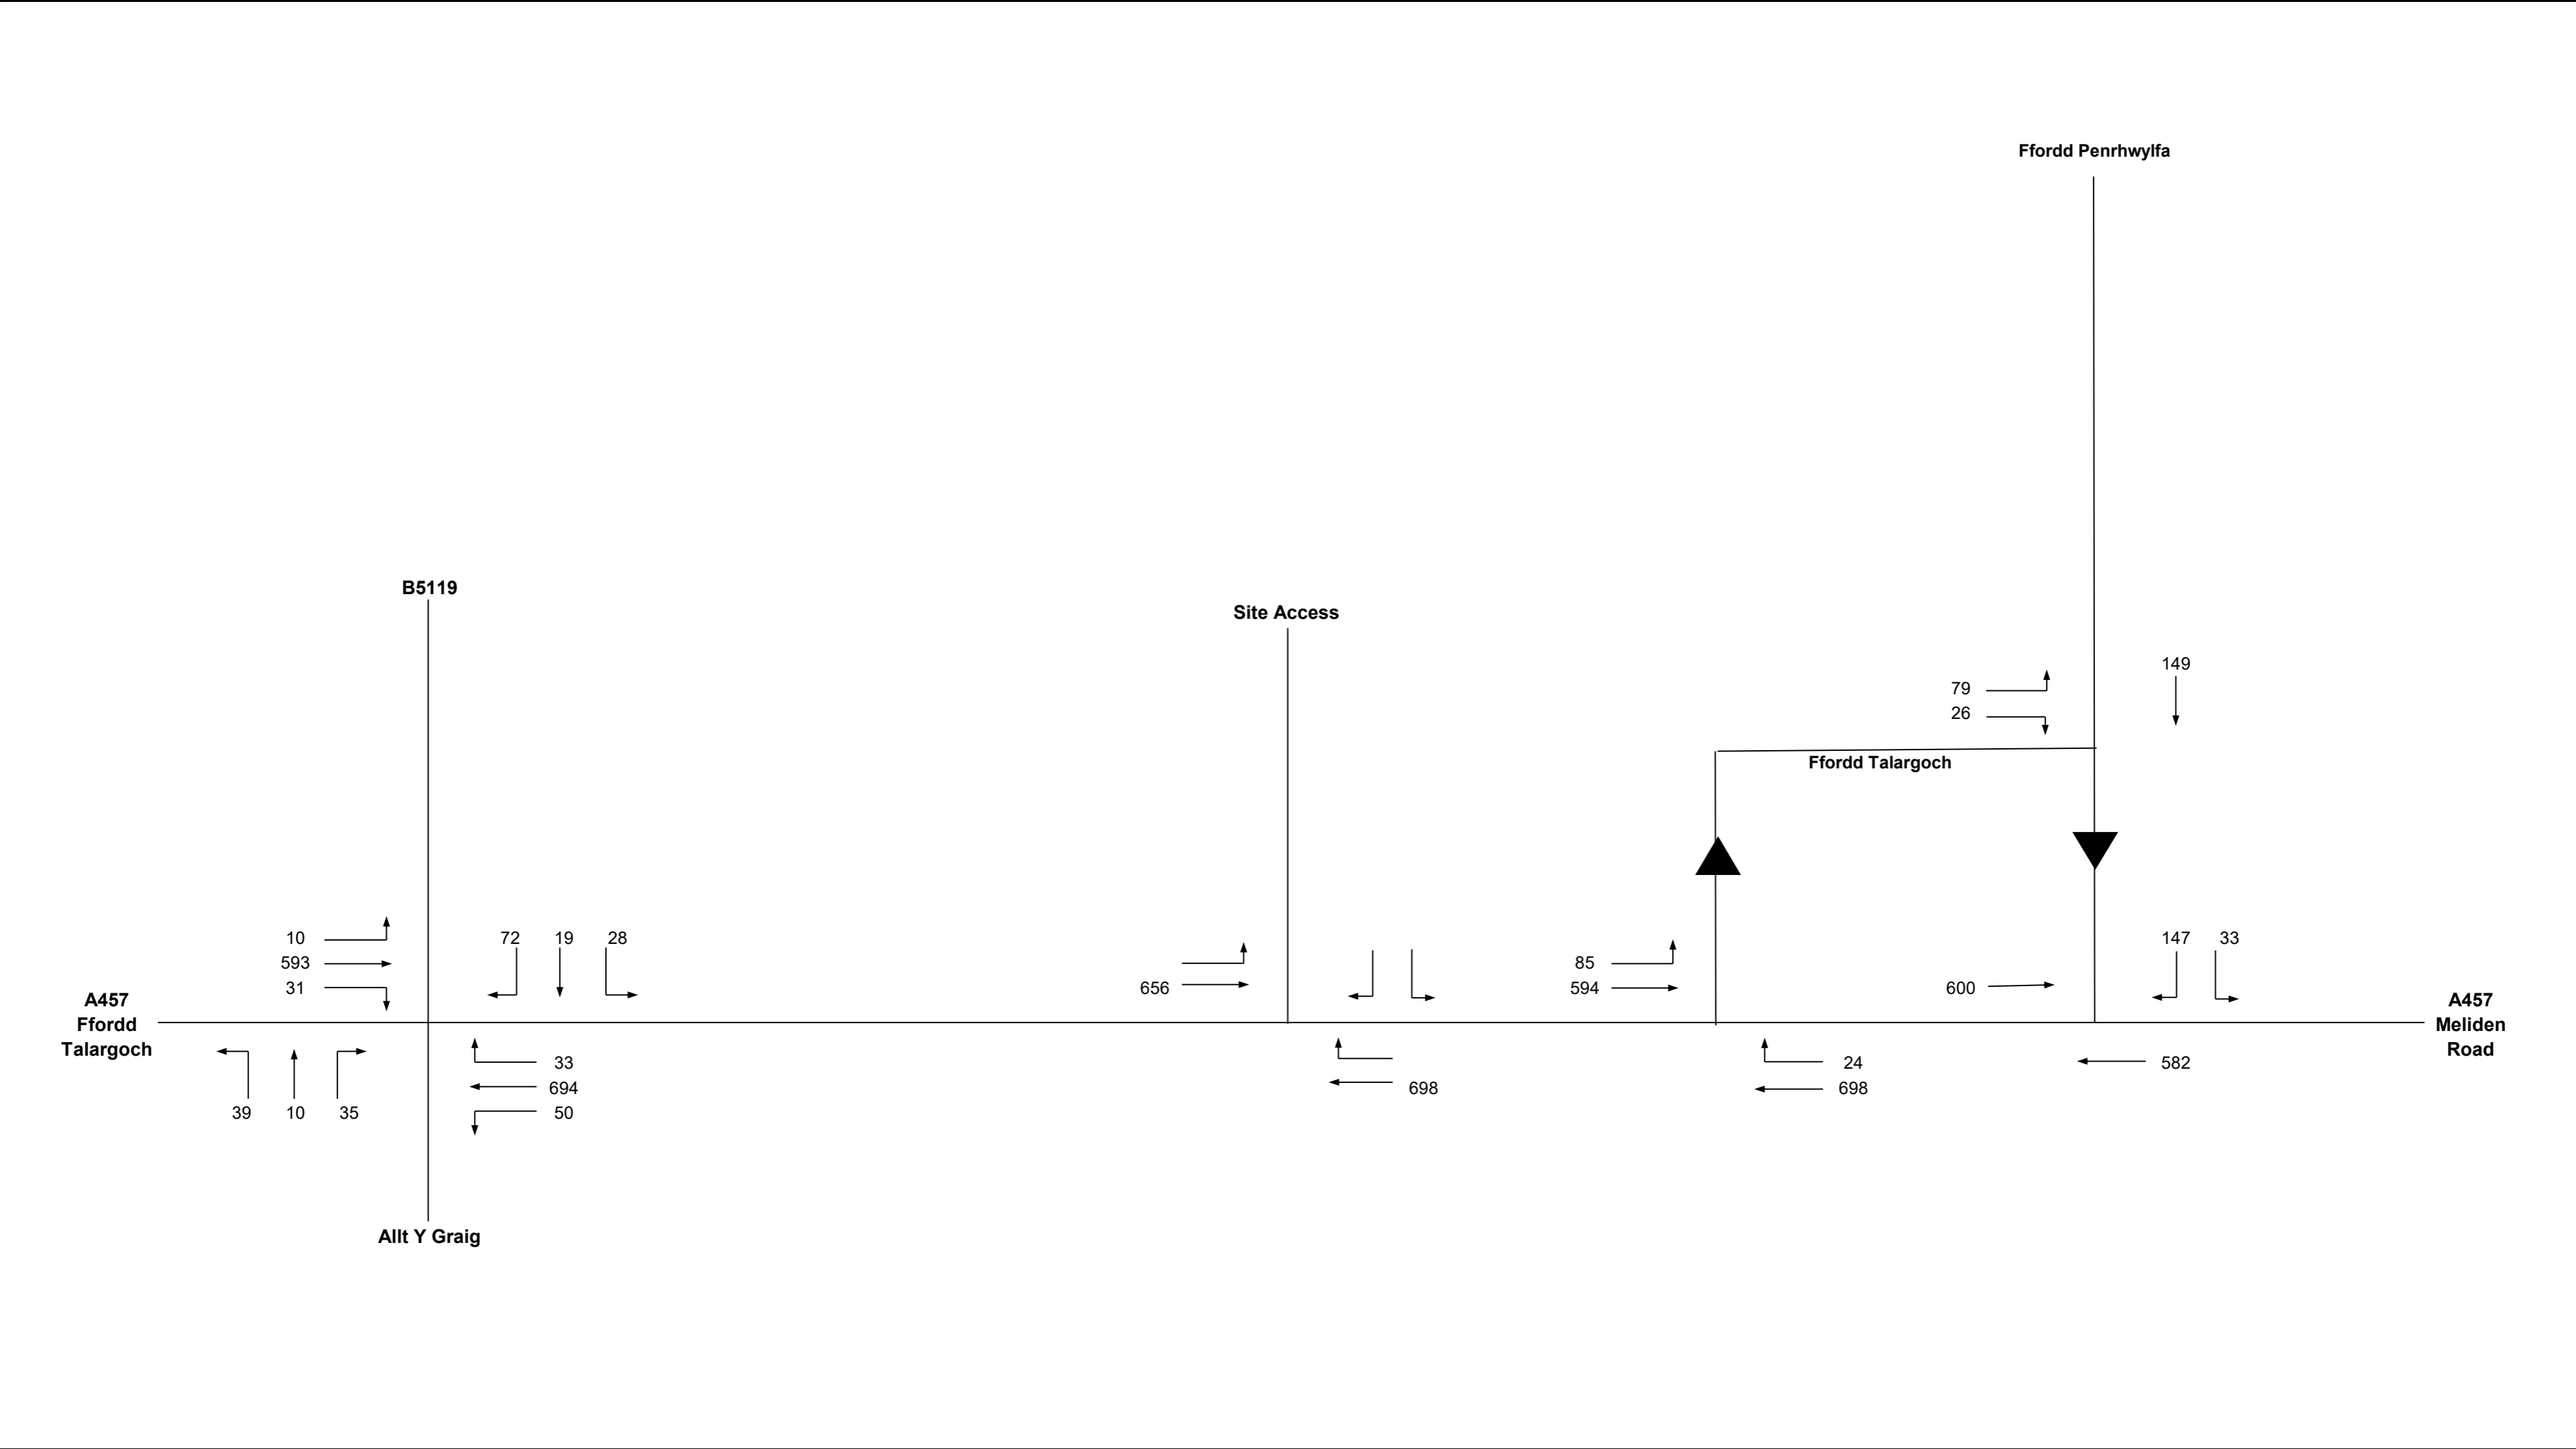 Ffordd Penrhwylfa
B5119
Site Access
149
79
26
Ffordd Talargoch
10
593
31
72 19 28
656
85
594
600
147 33
A457
Ffordd
Talargoch
A457
Meliden
Road
39 10 35
33
694
50
698
24
698
582
Allt Y Graig